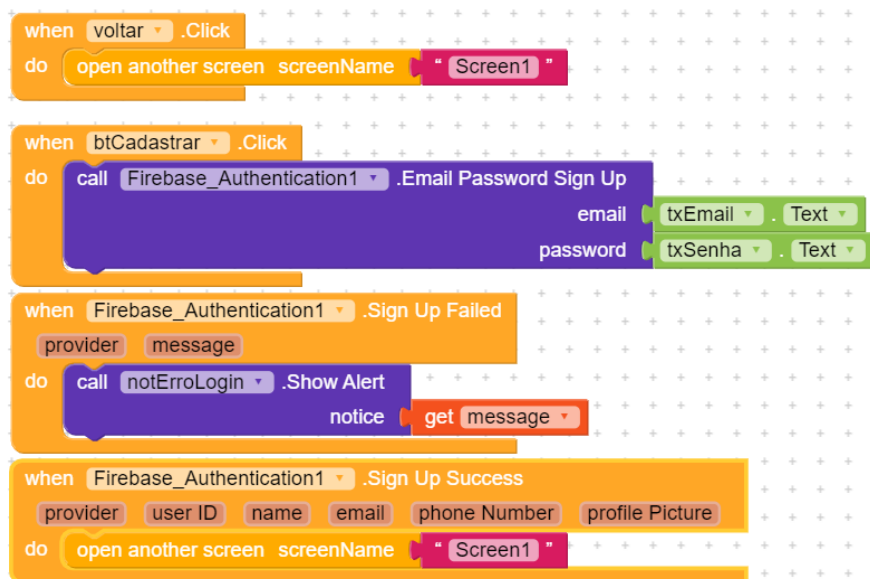 when voltar .Click
do open another screen screenName " Screen1 "
when btCadastrar .Click
do call Firebase_Authentication1 .Email Password Sign Up
email txEmail . Text
password txSenha . Text
when Firebase_Authentication1 .Sign Up Failed
provider message
do call notErroLogin .Show Alert
notice get message
when Firebase_Authentication1 .Sign Up Success
provider user ID name email phone Number profile Picture
do open another screen screenName " Screen1 "